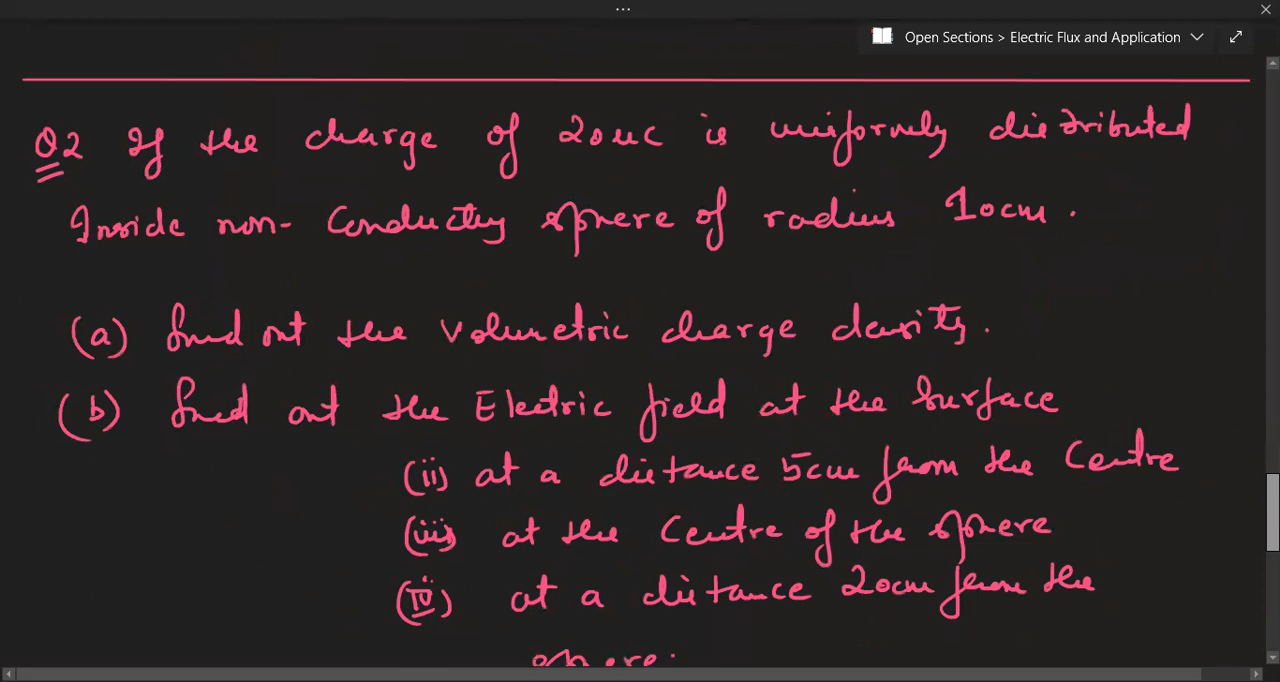 ...
Open Sections > Electric Flux and Application
Q2 If the charge of 20uc is uniformly distributed
Inside non-Conducting sphere of radius 10cm.
(a) find out the volumetric charge density.
(b) find out the Electric field at the Surface
(ii) at a distance 5cm from the Centre
(iii) at the Centre of the sphere
(iv) at a distance 20cm from the
sphere.